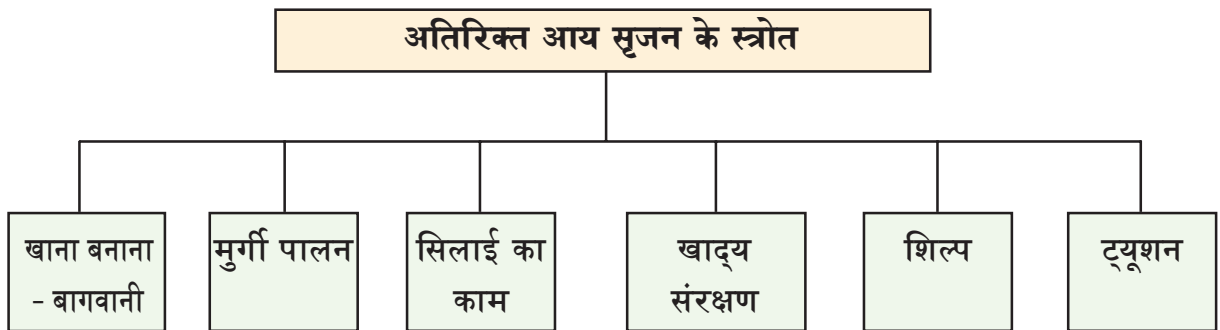 अतिरिक्त आय सृजन के स्त्रोत
खाना बनाना
- बागवानी
मुर्गी पालन
सिलाई का
काम
खाद्य
संरक्षण
शिल्प
ट्यूशन